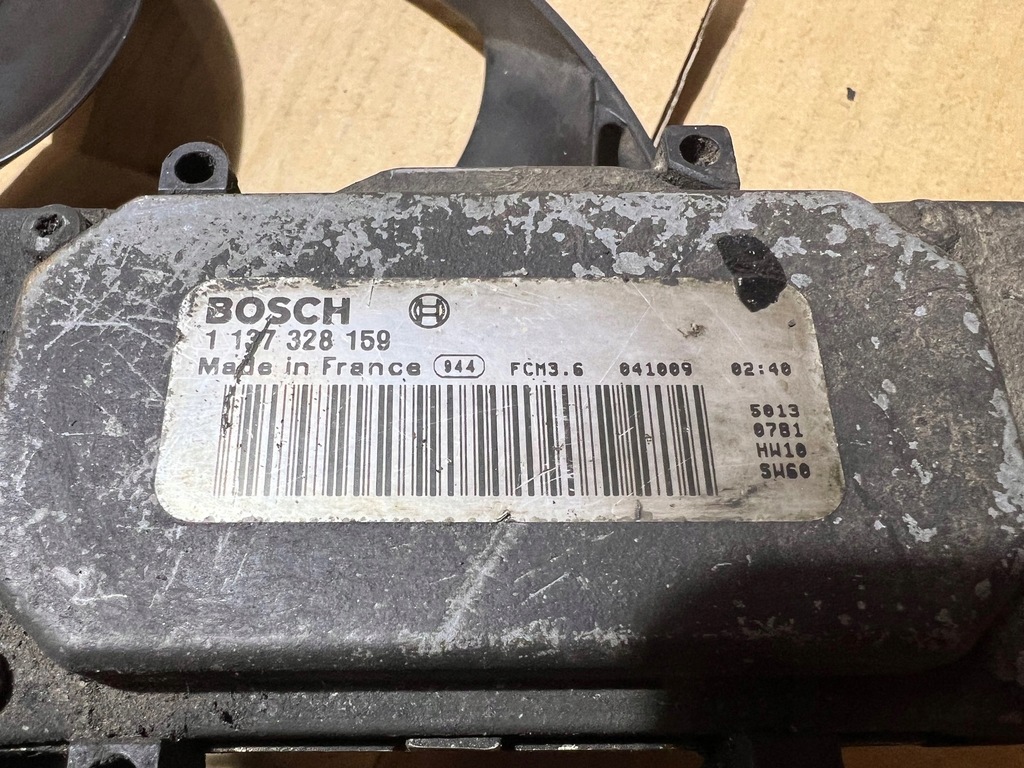 BOSCH
1 137 328 159
Made in France 944 FCM3.6 041009 02:40
5013
0781
HW10
SW60